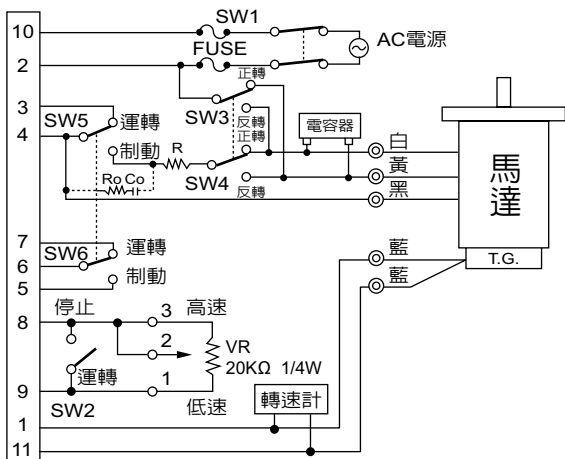 SW1
10
FUSE
AC電源
2
正轉
3
SW5
運轉
SW3
反轉
電容器
4
正轉
白
制動
R
Ro Co
SW4
反轉
黃
黑
馬達
T.G.
7
SW6
運轉
6
5
制動
藍
藍
8
停止
3
高速
2
VR
20KΩ 1/4W
運轉
1
9
SW2
低速
轉速計
1
11